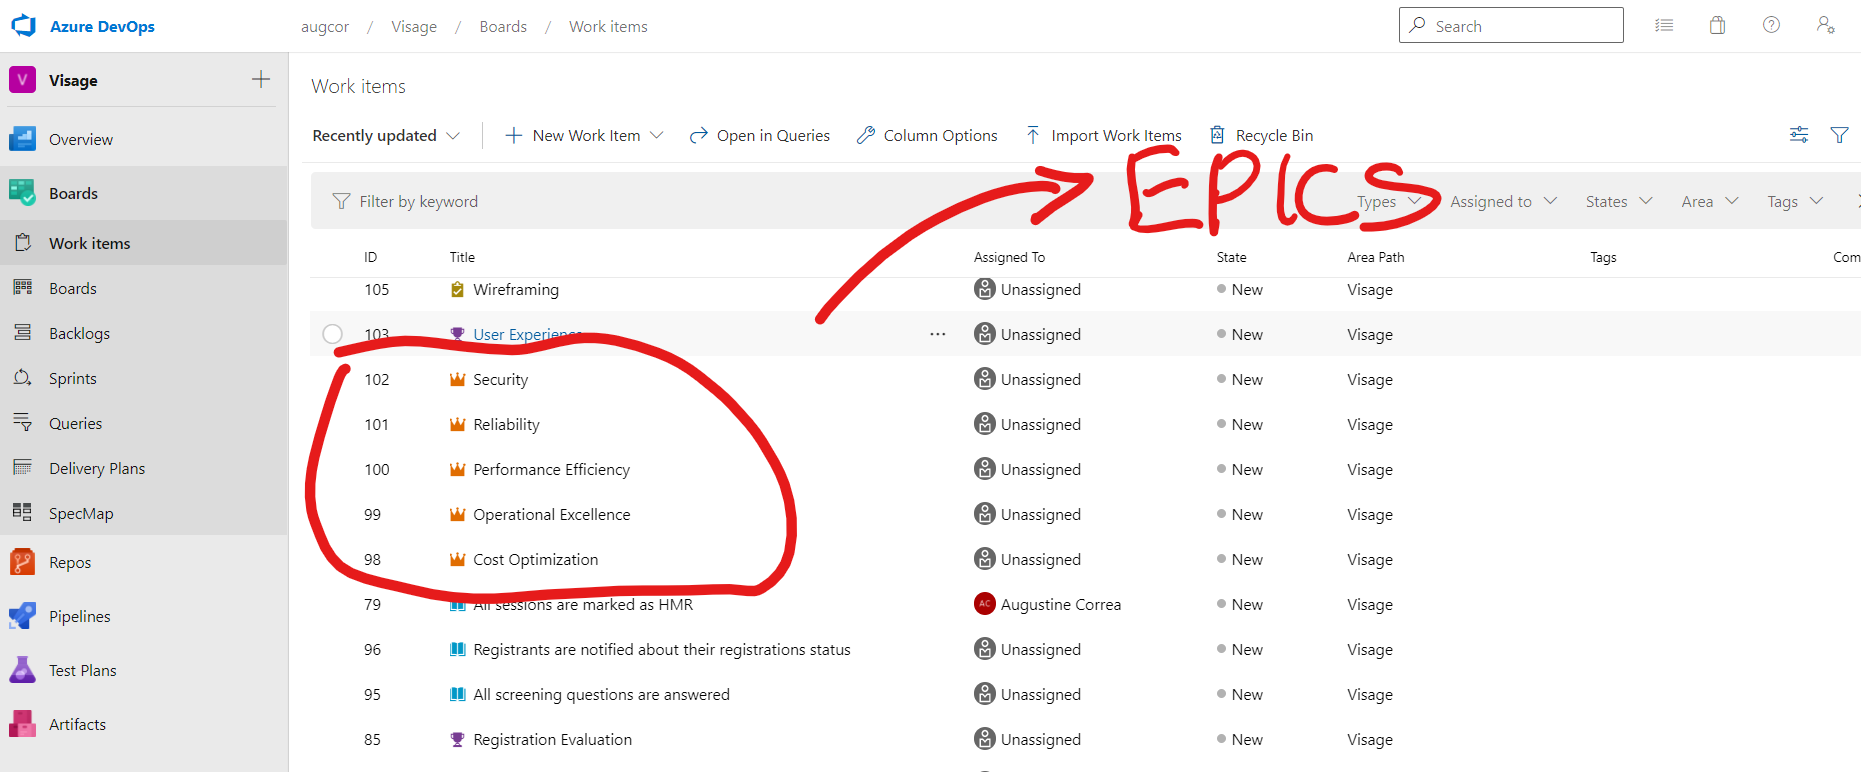 Azure DevOps
augcor / Visage / Boards / Work items
Search
V Visage
Overview
Boards
Work items
Boards
Backlogs
Sprints
Queries
Delivery Plans
SpecMap
Repos
Pipelines
Test Plans
Artifacts
Work items
Recently updated
New Work Item
Open in Queries
Column Options
Import Work Items
Recycle Bin
EPICS
Filter by keyword
Types
Assigned to
States
Area
Tags
ID Title Assigned To State Area Path Tags Com
105 Wireframing Unassigned New Visage
103 User Experience Unassigned New Visage
102 Security Unassigned New Visage
101 Reliability Unassigned New Visage
100 Performance Efficiency Unassigned New Visage
99 Operational Excellence Unassigned New Visage
98 Cost Optimization Unassigned New Visage
79 All sessions are marked as HMR AC Augustine Correa New Visage
96 Registrants are notified about their registrations status Unassigned New Visage
95 All screening questions are answered Unassigned New Visage
85 Registration Evaluation Unassigned New Visage